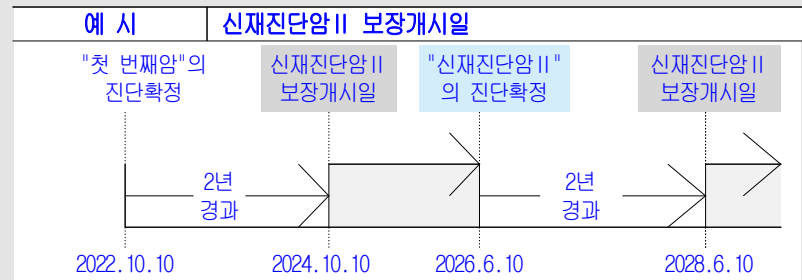 예 시 신재진단암Ⅱ 보장개시일
"첫 번째암"의 신재진단암Ⅱ "신재진단암Ⅱ" 신재진단암Ⅱ
진단확정 보장개시일 의 진단확정 보장개시일
2년 2년
경과 경과
2022.10.10 2024.10.10 2026.6.10 2028.6.10